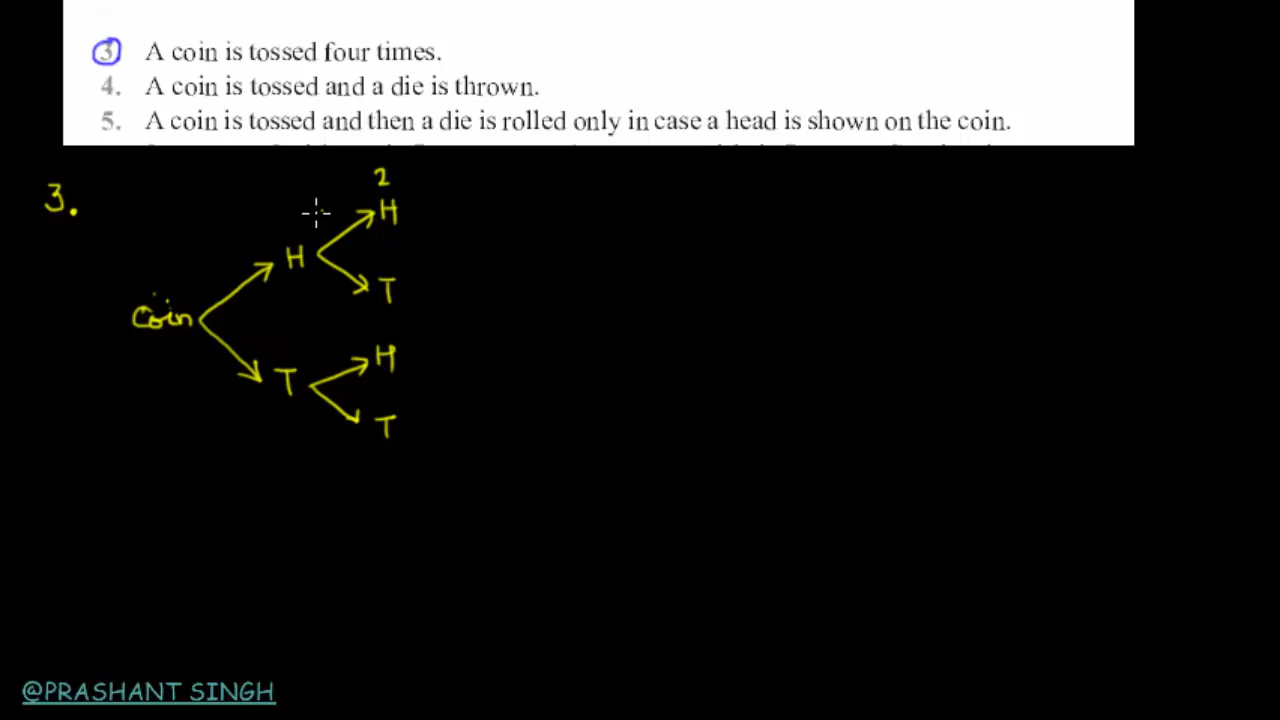 3. A coin is tossed four times.
4. A coin is tossed and a die is thrown.
5. A coin is tossed and then a die is rolled only in case a head is shown on the coin.
3.
2
H
H
T
Coin
H
T
T
@PRASHANT SINGH